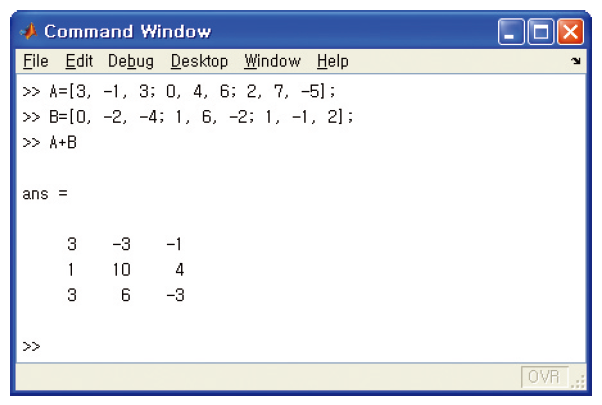 Command Window
File Edit Debug Desktop Window Help
>> A=[3, -1, 3; 0, 4, 6; 2, 7, -5];
>> B=[0, -2, -4; 1, 6, -2; 1, -1, 2];
>> A+B
ans =
3 -3 -1
1 10 4
3 6 -3
>>
OVR